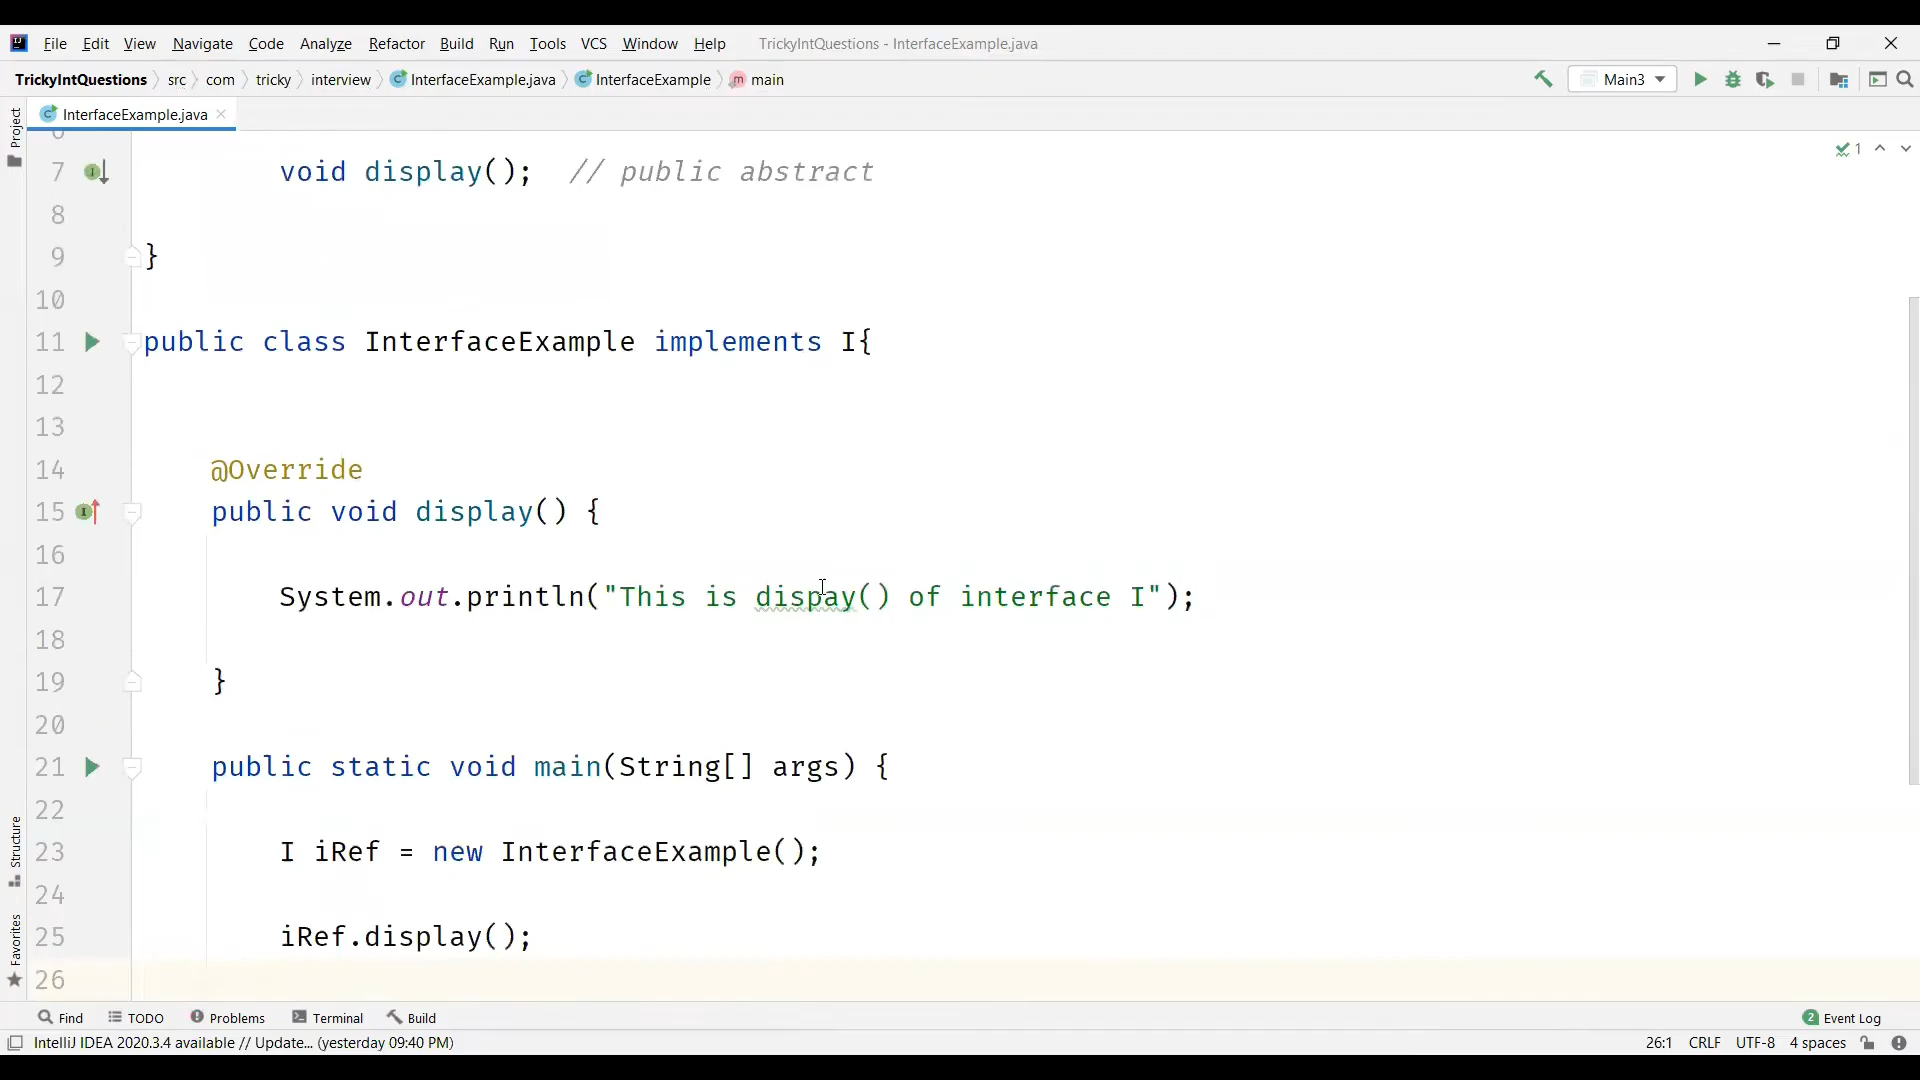 File Edit View Navigate Code Analyze Refactor Build Run Tools VCS Window Help TrickyIntQuestions - InterfaceExample.java
TrickyIntQuestions src com tricky interview InterfaceExample.java InterfaceExample main Main3
InterfaceExample.java
Project
1
7 void display(); // public abstract
8
9 }
10
11 public class InterfaceExample implements I{
12
13
14 @Override
15 public void display() {
16
17 System.out.println("This is dispay() of interface I");
18
19 }
20
21 public static void main(String[] args) {
22
23 I iRef = new InterfaceExample();
24
25 iRef.display();
26
Structure
Favorites
Find TODO Problems Terminal Build 2 Event Log
IntelliJ IDEA 2020.3.4 available // Update... (yesterday 09:40 PM) 26:1 CRLF UTF-8 4 spaces